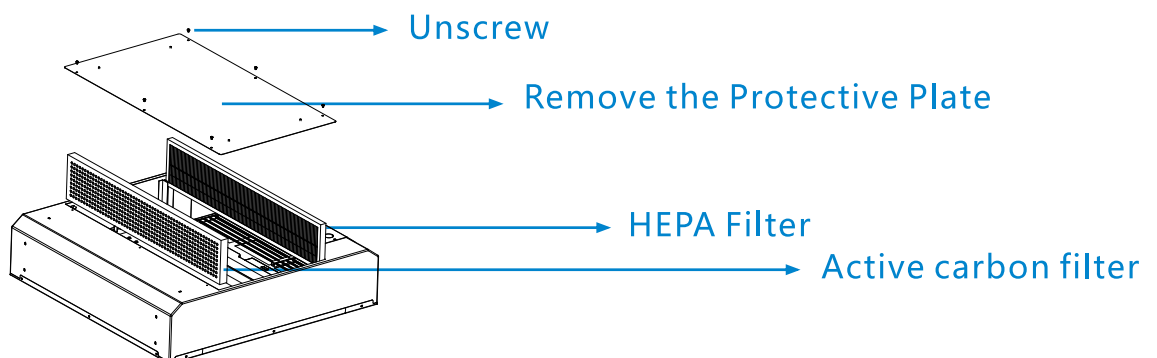 Unscrew
Remove the Protective Plate
HEPA Filter
Active carbon filter